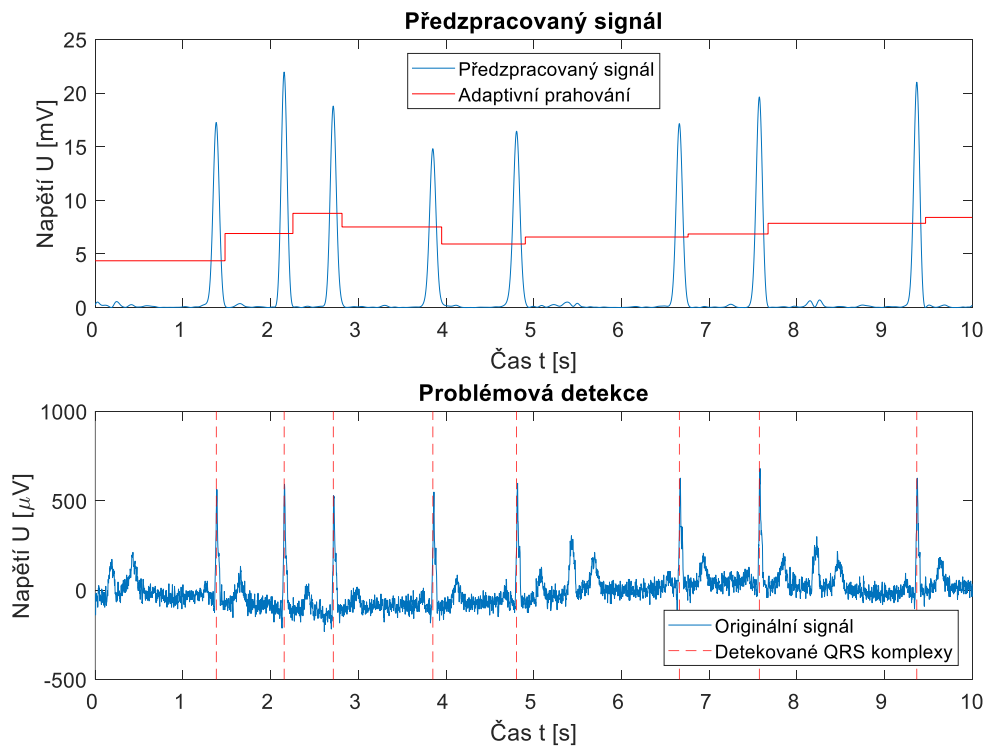 Předzpracovaný signál
25
20
15
10
5
0
Napětí U [mV]
Předzpracovaný signál
Adaptivní prahování
0 1 2 3 4 5 6 7 8 9 10
Čas t [s]
Problémová detekce
1000
500
0
-500
Napětí U [μV]
Originální signál
Detekované QRS komplexy
0 1 2 3 4 5 6 7 8 9 10
Čas t [s]